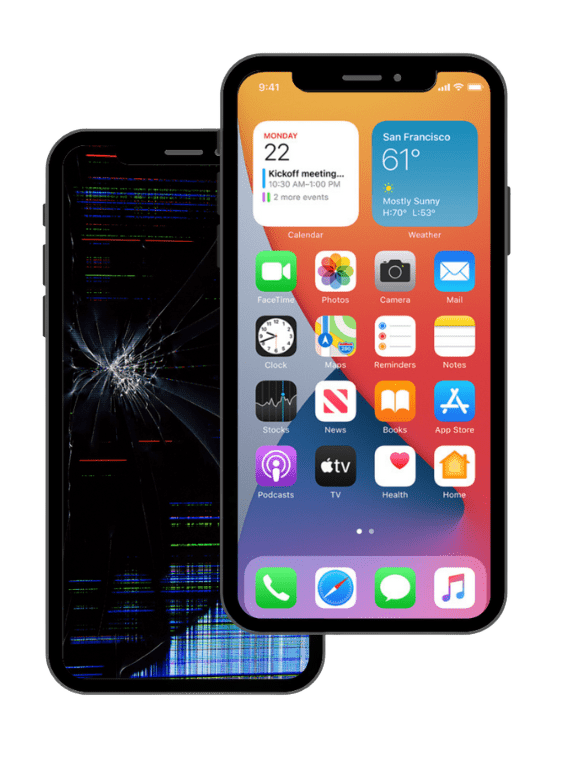 9:41
MONDAY
22
Kickoff meeting...
10:30 AM–1:00 PM
2 more events
Calendar
San Francisco
61°
Mostly Sunny
H:70° L:53°
Weather
FaceTime Photos Camera Mail
Clock Maps Reminders Notes
Stocks News Books App Store
tv
Podcasts TV Health Home